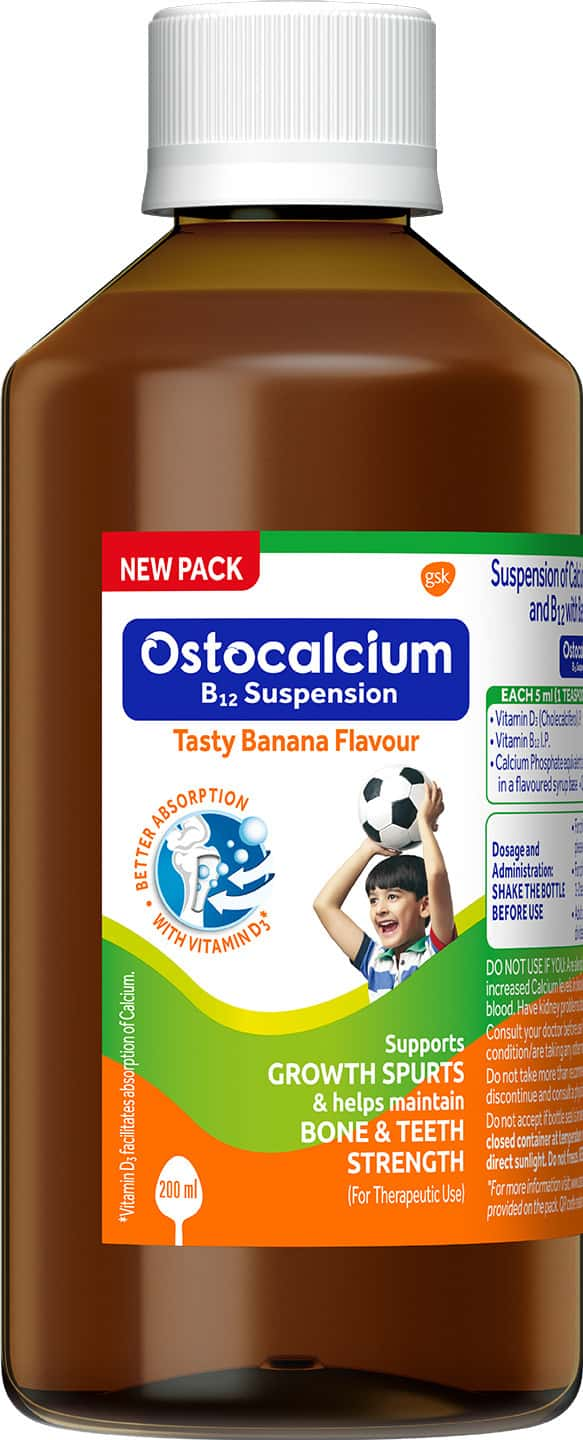 NEW PACK
gsk
Ostocalcium
B12 Suspension
Tasty Banana Flavour
BETTER ABSORPTION
• WITH VITAMIN D3* •
*Vitamin D3 facilitates absorption of Calcium.
Supports
GROWTH SPURTS
& helps maintain
BONE & TEETH
STRENGTH
(For Therapeutic Use)
200 ml
Suspension of
and B12 with
EACH 5 ml (1
• Vitamin D3 (Cholecalciferol)
• Vitamin B12 I.P.
• Calcium Phosphate
in a flavoured syrup base
Dosage and
Administration:
SHAKE THE BOTTLE
BEFORE USE
DO NOT USE IF YOU: Are
increased Calcium
blood. Have kidney problems
Consult your doctor before
condition/are taking any
Do not take more than
discontinue and consult a
Do not accept if bottle seal
closed container at
direct sunlight. Do not freeze.
*For more information visit
provided on the pack.